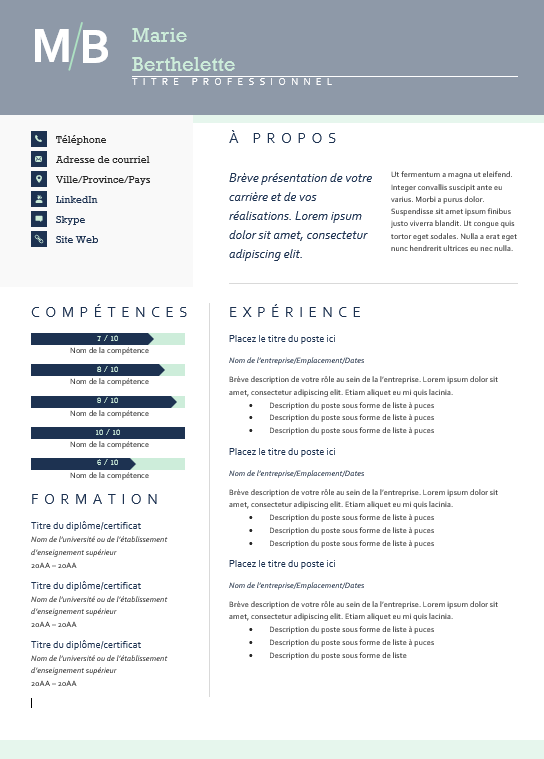 M/B
Marie
Berthelette
TITRE PROFESSIONNEL
Téléphone
Adresse de courriel
Ville/Province/Pays
LinkedIn
Skype
Site Web
À PROPOS
Brève présentation de votre
carrière et de vos
réalisations. Lorem ipsum
dolor sit amet, consectetur
adipiscing elit.
Ut fermentum a magna ut eleifend.
Integer convallis suscipit ante eu
varius. Morbi a purus dolor.
Suspendisse sit amet ipsum finibus
justo viverra blandit. Ut congue quis
tortor eget sodales. Nulla a erat eget
nunc hendrerit ultrices eu nec nulla.
COMPÉTENCES
7 / 10
Nom de la compétence
8 / 10
Nom de la compétence
9 / 10
Nom de la compétence
10 / 10
Nom de la compétence
6 / 10
Nom de la compétence
FORMATION
Titre du diplôme/certificat
Nom de l'université ou de l'établissement
d'enseignement supérieur
20AA – 20AA
Titre du diplôme/certificat
Nom de l'université ou de l'établissement
d'enseignement supérieur
20AA – 20AA
Titre du diplôme/certificat
Nom de l'université ou de l'établissement
d'enseignement supérieur
20AA – 20AA
EXPÉRIENCE
Placez le titre du poste ici
Nom de l'entreprise/Emplacement/Dates
Brève description de votre rôle au sein de la l'entreprise. Lorem ipsum dolor sit
amet, consectetur adipiscing elit. Etiam aliquet eu mi quis lacinia.
• Description du poste sous forme de liste à puces
• Description du poste sous forme de liste à puces
• Description du poste sous forme de liste à puces
Placez le titre du poste ici
Nom de l'entreprise/Emplacement/Dates
Brève description de votre rôle au sein de la l'entreprise. Lorem ipsum dolor sit
amet, consectetur adipiscing elit. Etiam aliquet eu mi quis lacinia.
• Description du poste sous forme de liste à puces
• Description du poste sous forme de liste à puces
• Description du poste sous forme de liste à puces
Placez le titre du poste ici
Nom de l'entreprise/Emplacement/Dates
Brève description de votre rôle au sein de la l'entreprise. Lorem ipsum dolor sit
amet, consectetur adipiscing elit. Etiam aliquet eu mi quis lacinia.
• Description du poste sous forme de liste à puces
• Description du poste sous forme de liste à puces
• Description du poste sous forme de liste